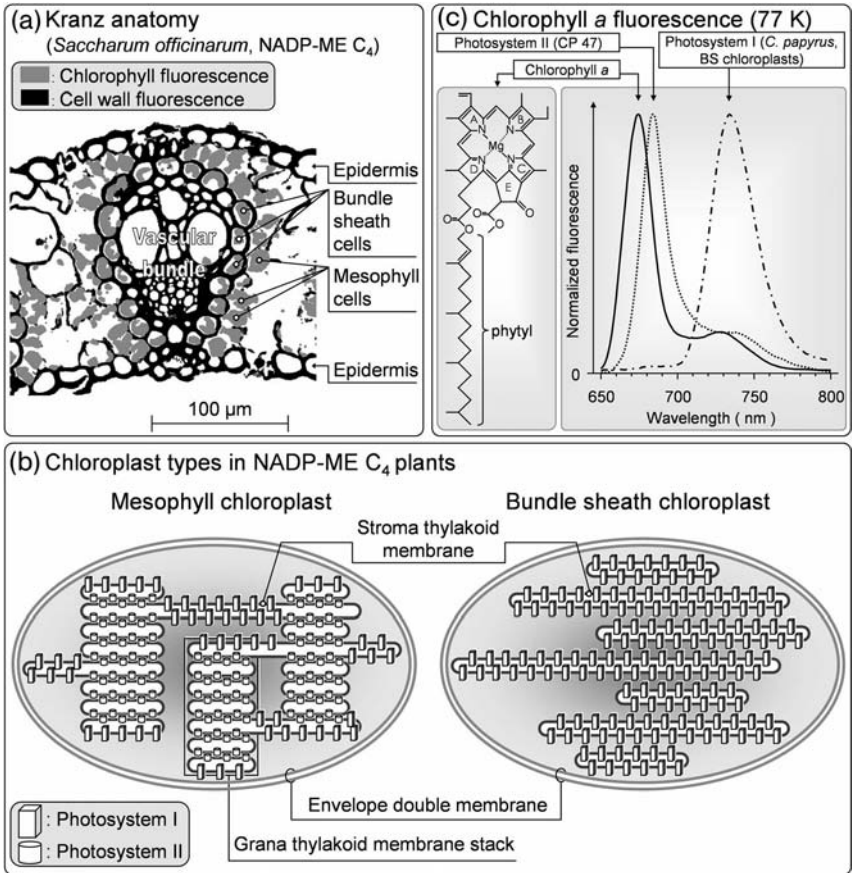 (a) Kranz anatomy
(Saccharum officinarum, NADP-ME C₄)
: Chlorophyll fluorescence
: Cell wall fluorescence
Epidermis
Bundle
sheath
cells
Mesophyll
cells
Epidermis
Vascular
bundle
100 µm
(c) Chlorophyll a fluorescence (77 K)
Photosystem II (CP 47)
Photosystem I (C. papyrus,
BS chloroplasts)
Chlorophyll a
A
B
N
N
Mg
N
N
D
C
E
O
O
O
O
O
phytyl
Normalized fluorescence
0
650
700
750
800
Wavelength ( nm )
(b) Chloroplast types in NADP-ME C₄ plants
Mesophyll chloroplast
Bundle sheath chloroplast
Stroma thylakoid
membrane
Envelope double membrane
Grana thylakoid membrane stack
: Photosystem I
: Photosystem II